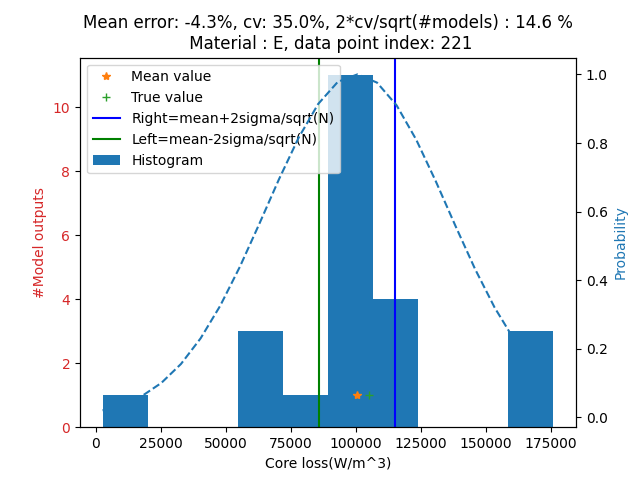 Mean error: -4.3%, cv: 35.0%, 2*cv/sqrt(#models) : 14.6 %
Material : E, data point index: 221
Mean value
True value
Right=mean+2sigma/sqrt(N)
Left=mean-2sigma/sqrt(N)
Histogram
#Model outputs
10
8
6
4
2
0
1.0
0.8
0.6
0.4
0.2
0.0
Probability
0 25000 50000 75000 100000 125000 150000 175000
Core loss(W/m^3)